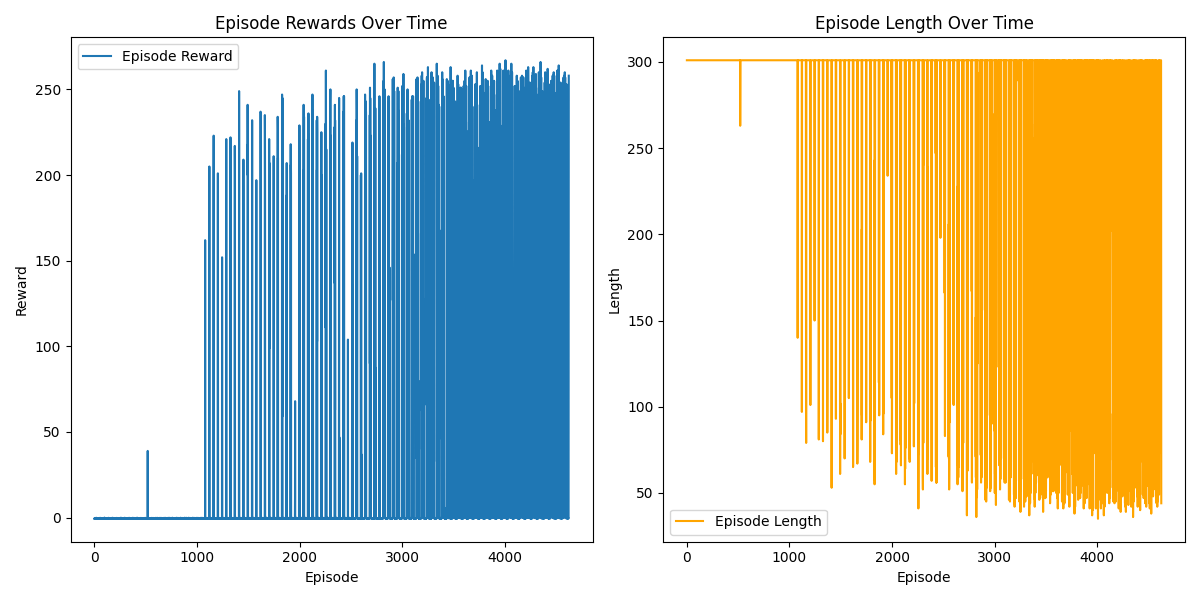 Episode Rewards Over Time
Episode Reward
250
200
150
100
50
0
Reward
0
1000
2000
3000
4000
Episode
Episode Length Over Time
300
250
200
150
100
50
Length
Episode Length
0
1000
2000
3000
4000
Episode